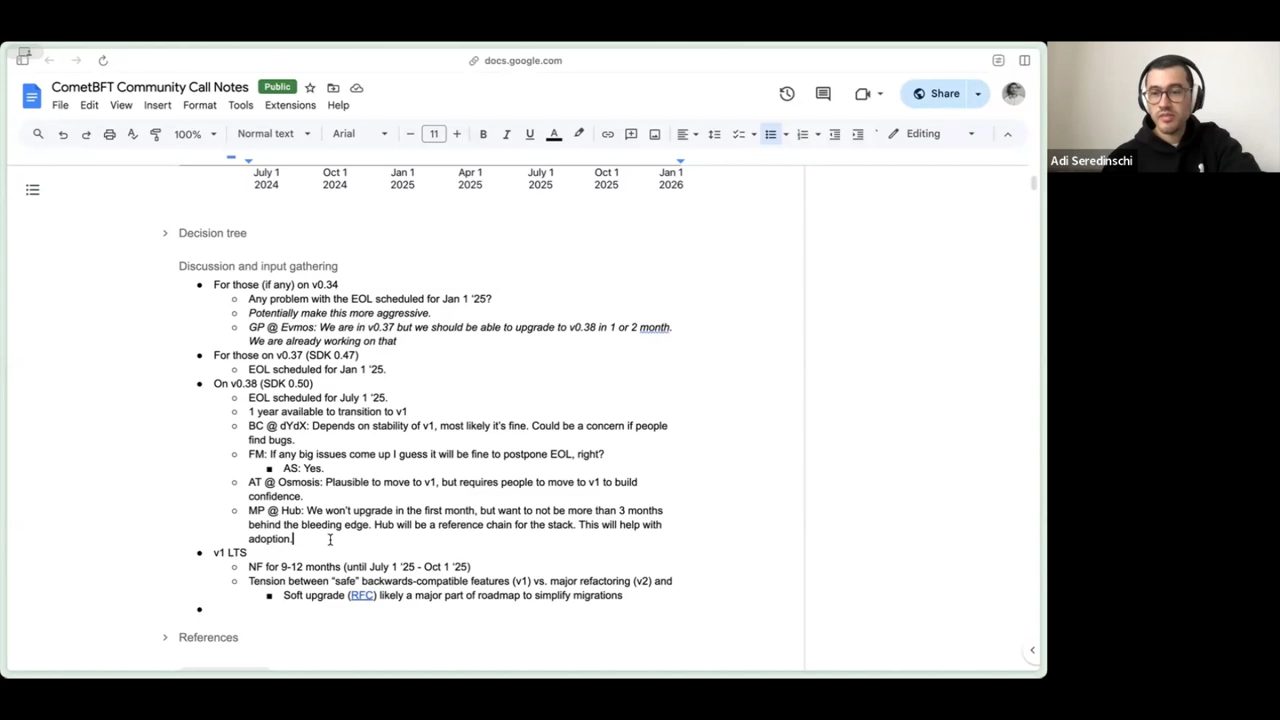 docs.google.com
CometBFT Community Call Notes Public
File Edit View Insert Format Tools Extensions Help
Share
100% Normal text Arial 11 Editing
July 1 Oct 1 Jan 1 Apr 1 July 1 Oct 1 Jan 1
2024 2024 2025 2025 2025 2025 2026
Decision tree
Discussion and input gathering
For those (if any) on v0.34
Any problem with the EOL scheduled for Jan 1 ‘25?
Potentially make this more aggressive.
GP @ Evmos: We are in v0.37 but we should be able to upgrade to v0.38 in 1 or 2 month.
We are already working on that
For those on v0.37 (SDK 0.47)
EOL scheduled for Jan 1 ‘25.
On v0.38 (SDK 0.50)
EOL scheduled for July 1 ‘25.
1 year available to transition to v1
BC @ dYdX: Depends on stability of v1, most likely it’s fine. Could be a concern if people
find bugs.
FM: If any big issues come up I guess it will be fine to postpone EOL, right?
AS: Yes.
AT @ Osmosis: Plausible to move to v1, but requires people to move to v1 to build
confidence.
MP @ Hub: We won’t upgrade in the first month, but want to not be more than 3 months
behind the bleeding edge. Hub will be a reference chain for the stack. This will help with
adoption.
v1 LTS
NF for 9-12 months (until July 1 ‘25 - Oct 1 ‘25)
Tension between “safe” backwards-compatible features (v1) vs. major refactoring (v2) and
Soft upgrade (RFC) likely a major part of roadmap to simplify migrations
References
Adi Seredinschi